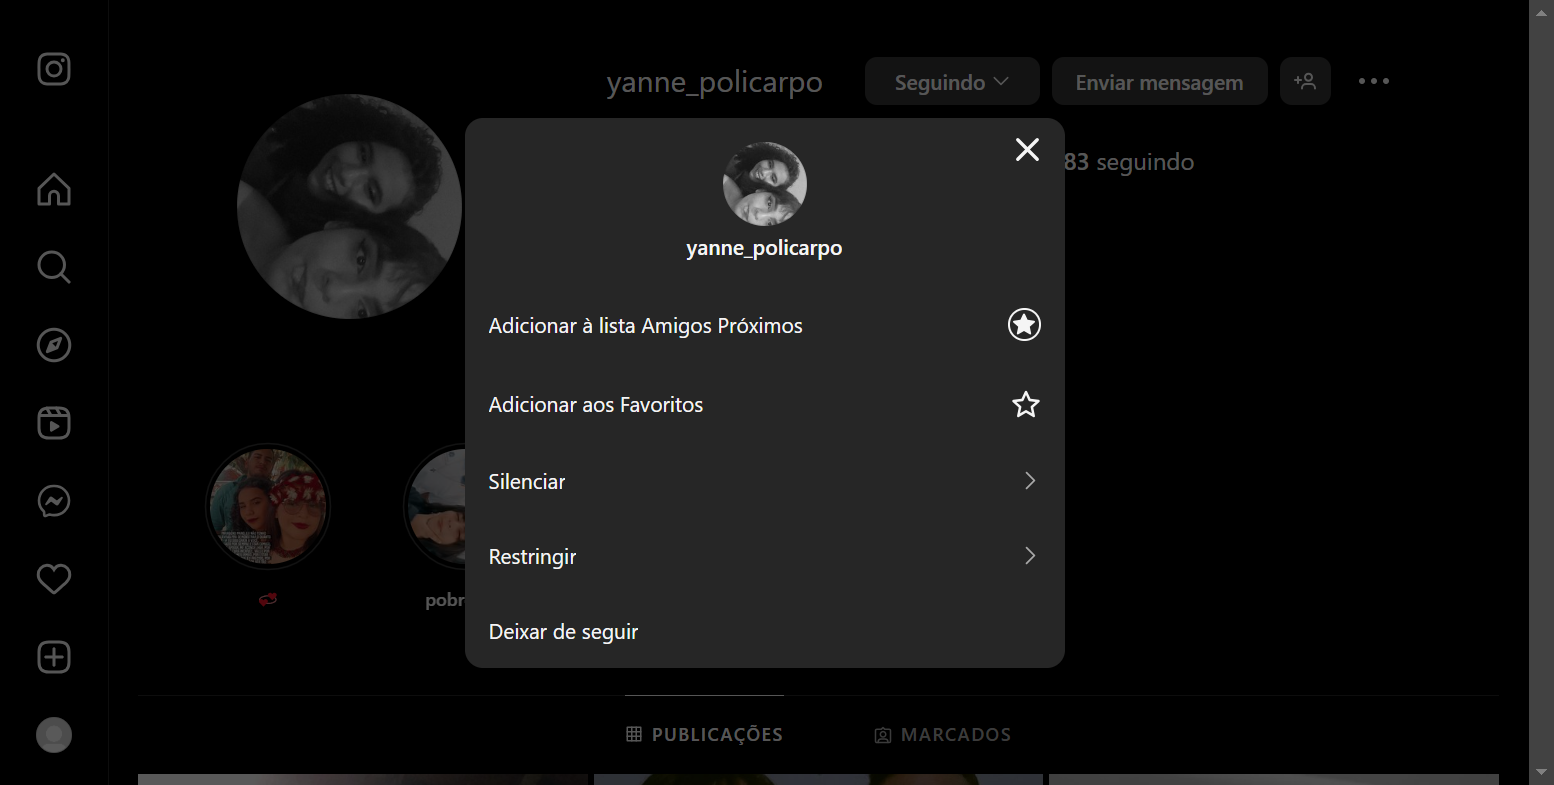 yanne_policarpo
Seguindo
Enviar mensagem
83 seguindo
yanne_policarpo
Adicionar à lista Amigos Próximos
Adicionar aos Favoritos
Silenciar
Restringir
Deixar de seguir
pobr
PUBLICAÇÕES
MARCADOS